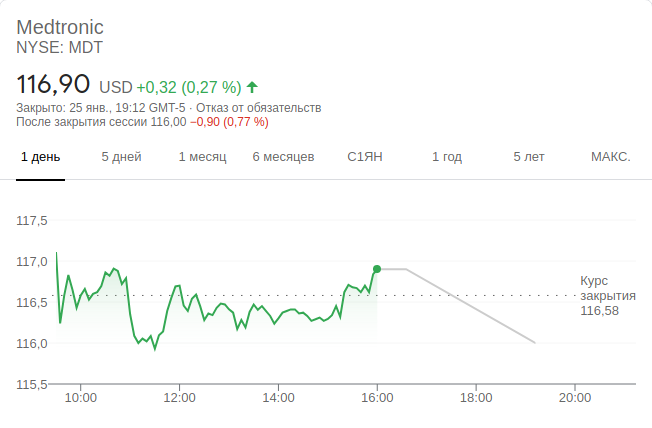 Medtronic
NYSE: MDT
116,90 USD +0,32 (0,27 %)
Закрыто: 25 янв., 19:12 GMT-5 · Отказ от обязательств
После закрытия сессии 116,00 −0,90 (0,77 %)
1 день 5 дней 1 месяц 6 месяцев С1ЯН 1 год 5 лет МАКС.
117,5
117,0
Курс
закрытия
116,58
116,5
116,0
115,5
10:00 12:00 14:00 16:00 18:00 20:00